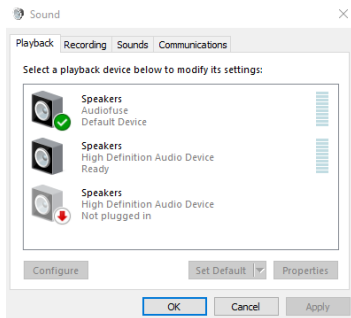 Sound
Playback Recording Sounds Communications
Select a playback device below to modify its settings:
Speakers
Audiofuse
Default Device
Speakers
High Definition Audio Device
Ready
Speakers
High Definition Audio Device
Not plugged in
Configure Set Default Properties
OK Cancel Apply